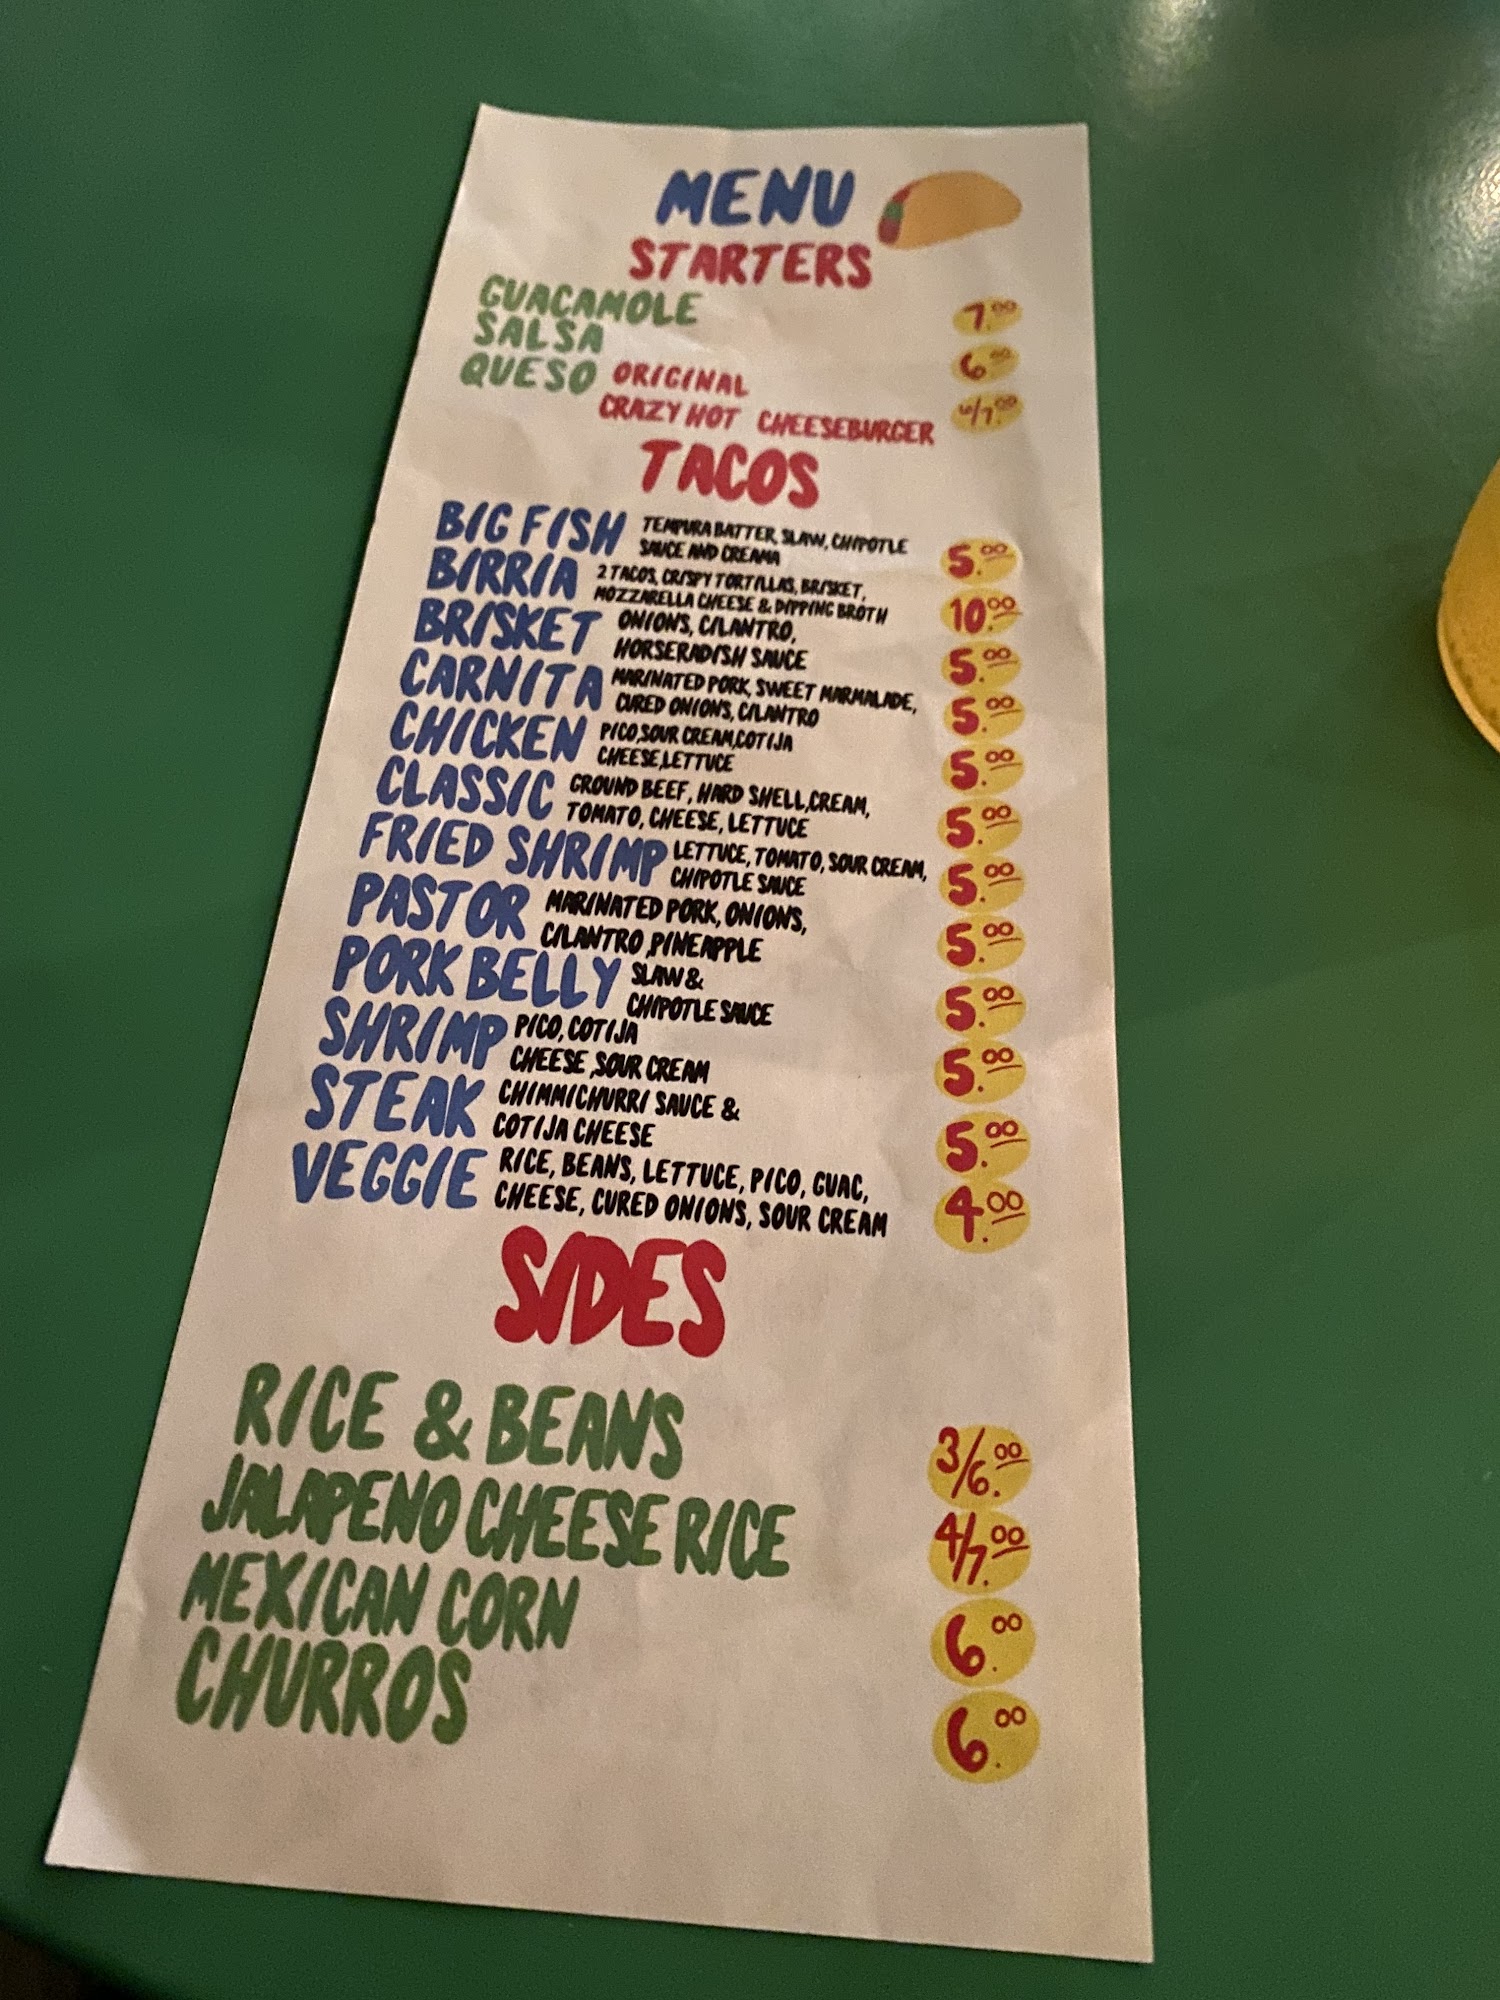 MENU
STARTERS
GUACAMOLE 7.00
SALSA 6.00
QUESO ORIGINAL
CRAZY HOT CHEESEBURGER 6/7.00
TACOS
BIG FISH TEMPURA BATTER, SLAW, CHIPOTLE
SAUCE AND CREAMA 5.00
BIRRIA 2 TACOS, CRISPY TORTILLAS, BRISKET,
MOZZARELLA CHEESE & DIPPING BROTH 10.00
BRISKET ONIONS, CILANTRO,
HORSERADISH SAUCE 5.00
CARNITA MARINATED PORK, SWEET MARMALADE,
CURED ONIONS, CILANTRO 5.00
CHICKEN PICO,SOUR CREAM,COTIJA
CHEESE,LETTUCE 5.00
CLASSIC GROUND BEEF, HARD SHELL,CREAM,
TOMATO, CHEESE, LETTUCE 5.00
FRIED SHRIMP LETTUCE, TOMATO, SOUR CREAM,
CHIPOTLE SAUCE 5.00
PASTOR MARINATED PORK, ONIONS,
CILANTRO ,PINEAPPLE 5.00
PORK BELLY SLAW &
CHIPOTLE SAUCE 5.00
SHRIMP PICO, COTIJA
CHEESE ,SOUR CREAM 5.00
STEAK CHIMMICHURRI SAUCE &
COTIJA CHEESE 5.00
VEGGIE RICE, BEANS, LETTUCE, PICO, GUAC,
CHEESE, CURED ONIONS, SOUR CREAM 4.00
SIDES
RICE & BEANS 3/6.00
JALAPENO CHEESE RICE 4/7.00
MEXICAN CORN 6.00
CHURROS 6.00